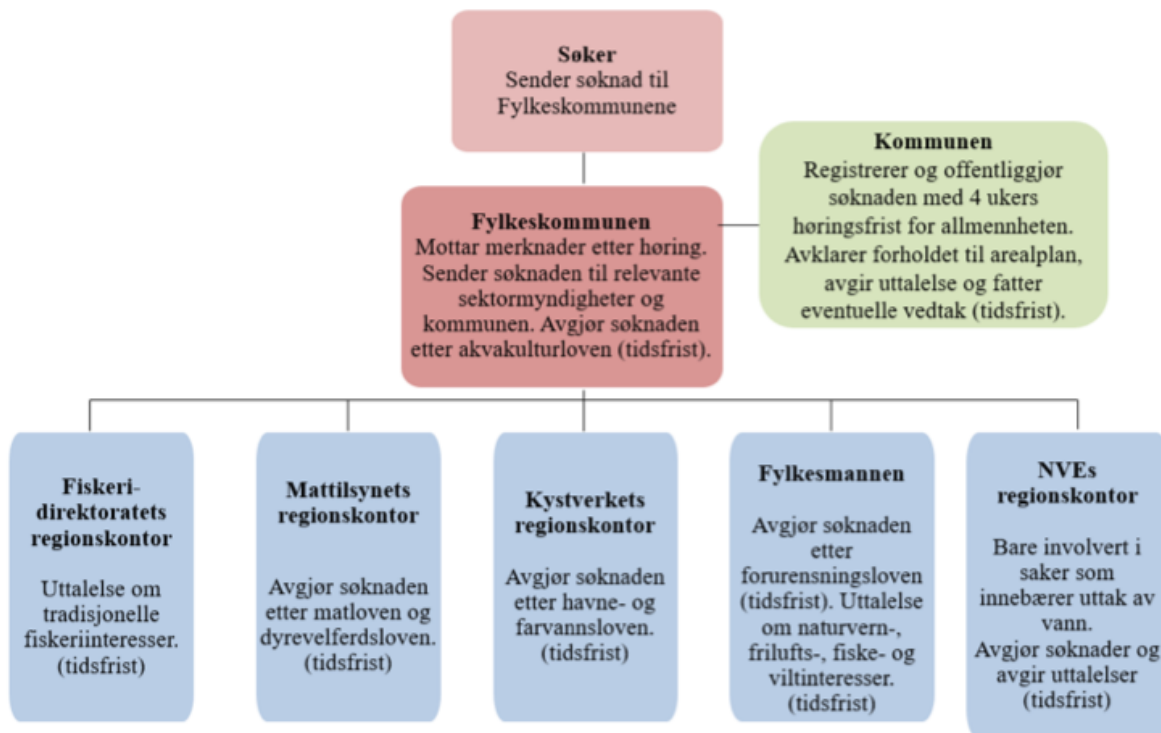 Søker
Sender søknad til
Fylkeskommunene
Kommunen
Registrerer og offentliggjør
søknaden med 4 ukers
høringsfrist for allmennheten.
Avklarer forholdet til arealplan,
avgir uttalelse og fatter
eventuelle vedtak (tidsfrist).
Fylkeskommunen
Mottar merknader etter høring.
Sender søknaden til relevante
sektormyndigheter og
kommunen. Avgjør søknaden
etter akvakulturloven (tidsfrist).
Fiskeri-
direktoratets
regionskontor
Uttalelse om
tradisjonelle
fiskeriinteresser.
(tidsfrist)
Mattilsynets
regionskontor
Avgjør søknaden
etter matloven og
dyrevelferdsloven.
(tidsfrist)
Kystverkets
regionskontor
Avgjør søknaden
etter havne- og
farvannsloven.
(tidsfrist)
Fylkesmannen
Avgjør søknaden
etter
forurensningsloven
(tidsfrist). Uttalelse
om naturvern-,
frilufts-, fiske- og
viltinteresser.
(tidsfrist)
NVEs
regionskontor
Bare involvert i
saker som
innebærer uttak av
vann.
Avgjør søknader og
avgir uttalelser
(tidsfrist)